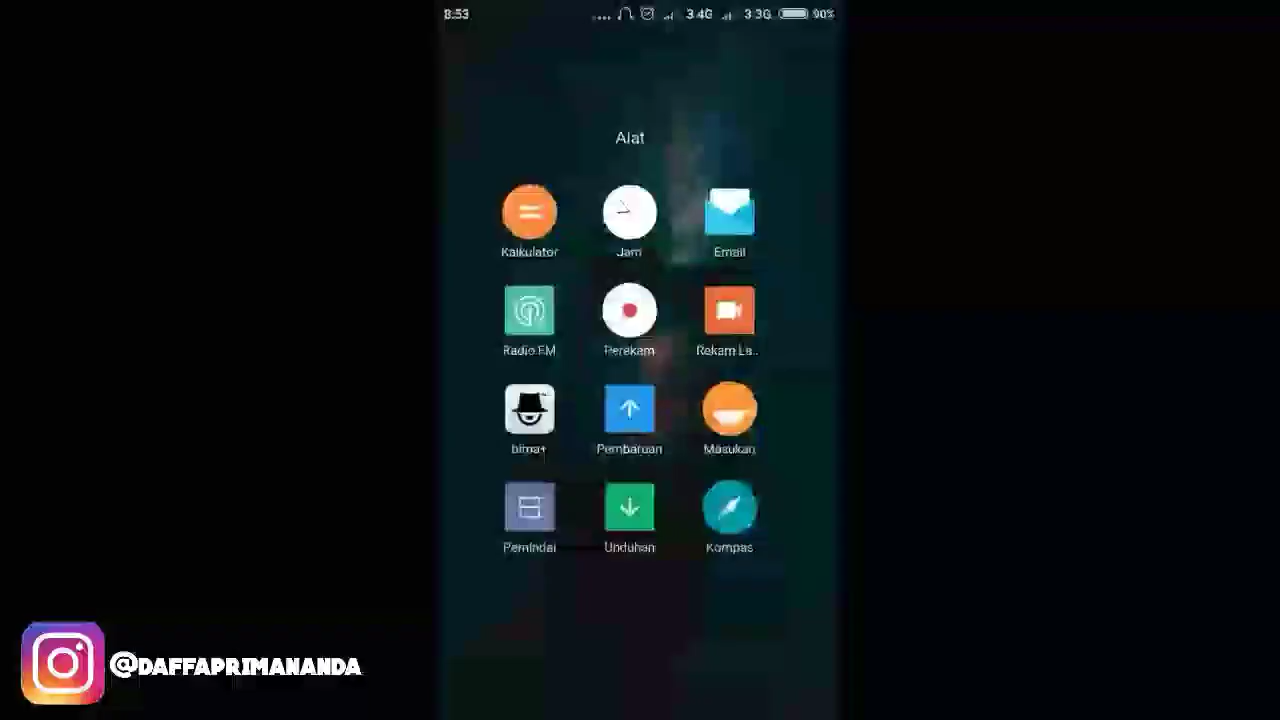 8:53 3 4G 3 3G 90%
Alat
Kalkulator Jam Email
Radio FM Perekam Rekam La..
bima+ Pembaruan Masukan
Pemindai Unduhan Kompas
@DAFFAPRIMANANDA